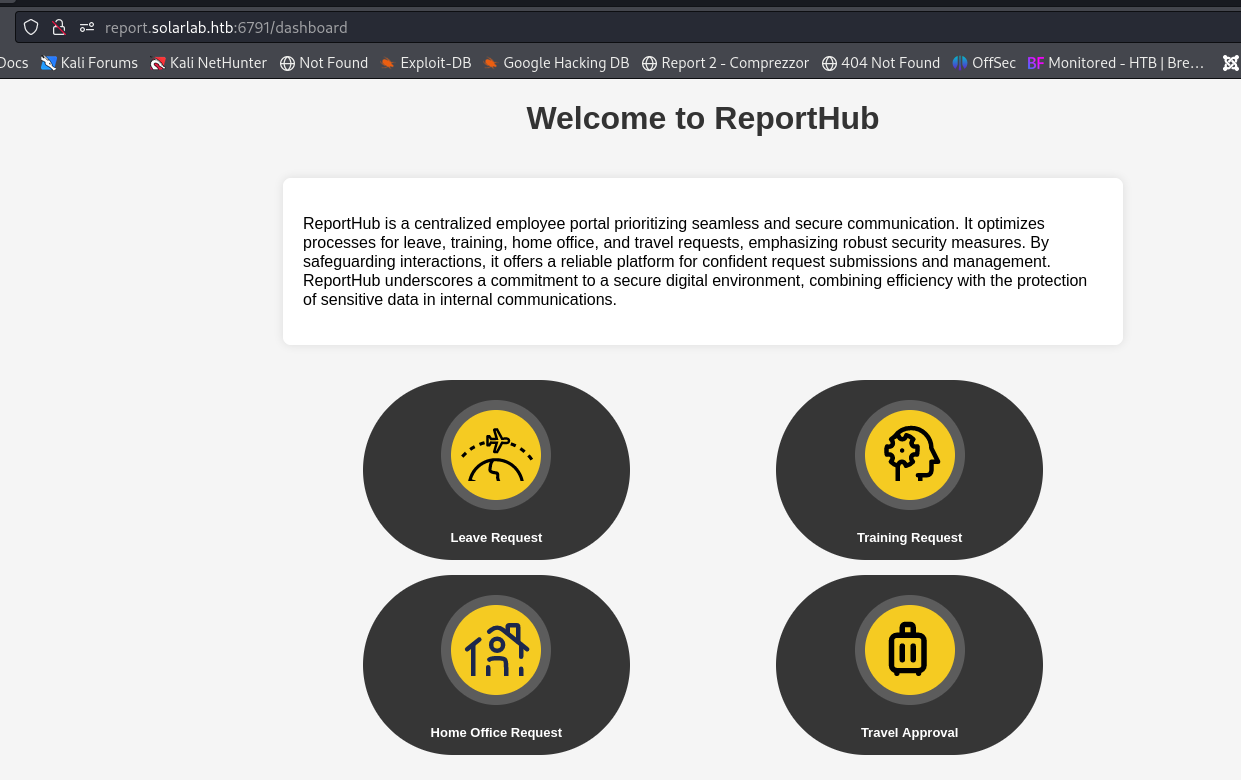 report.solarlab.htb:6791/dashboard
Docs Kali Forums Kali NetHunter Not Found Exploit-DB Google Hacking DB Report 2 - Comprezzor 404 Not Found OffSec BF Monitored - HTB | Bre…
Welcome to ReportHub
ReportHub is a centralized employee portal prioritizing seamless and secure communication. It optimizes
processes for leave, training, home office, and travel requests, emphasizing robust security measures. By
safeguarding interactions, it offers a reliable platform for confident request submissions and management.
ReportHub underscores a commitment to a secure digital environment, combining efficiency with the protection
of sensitive data in internal communications.
Leave Request
Training Request
Home Office Request
Travel Approval